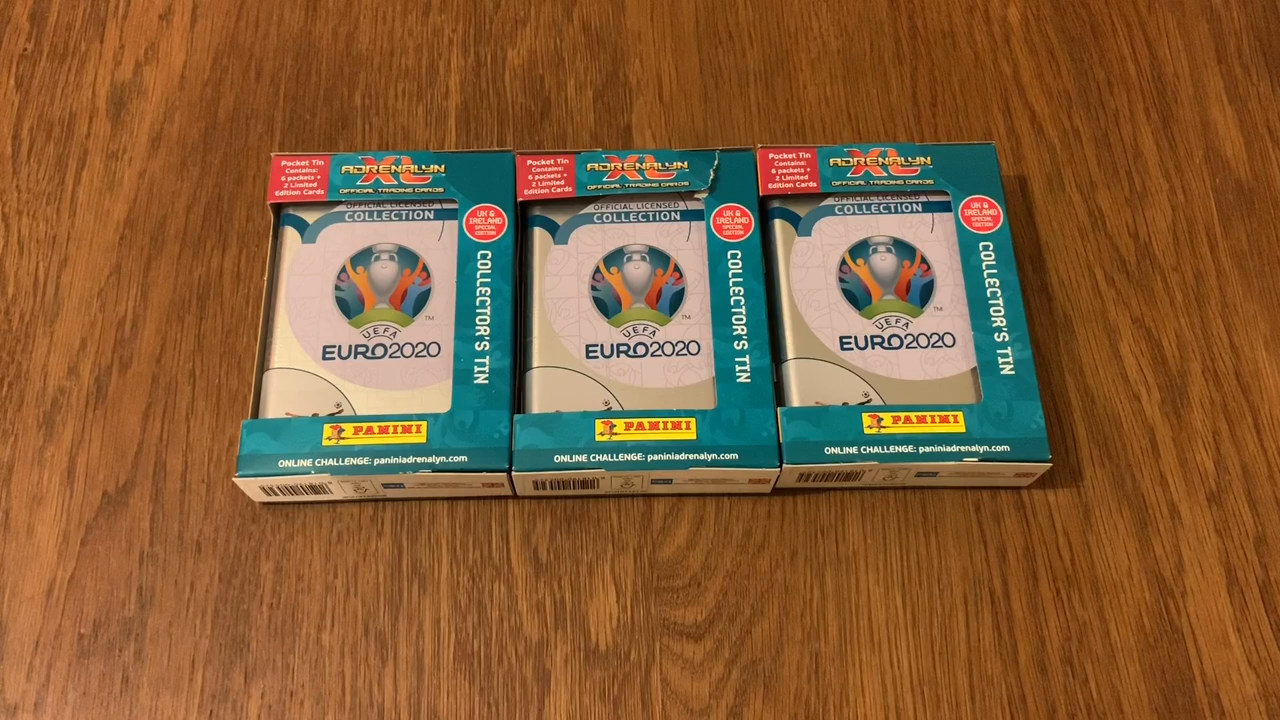 Pocket Tin
Contains:
6 packets +
2 Limited
Edition Cards
ADRENALYN
XL
OFFICIAL TRADING CARDS
OFFICIAL LICENSED
COLLECTION
UK &
IRELAND
SPECIAL
EDITION
COLLECTOR'S TIN
TM
UEFA
EURO2020
PANINI
ONLINE CHALLENGE: paniniadrenalyn.com
Pocket Tin
Contains:
6 packets +
2 Limited
Edition Cards
ADRENALYN
XL
OFFICIAL TRADING CARDS
OFFICIAL LICENSED
COLLECTION
UK &
IRELAND
SPECIAL
EDITION
COLLECTOR'S TIN
TM
UEFA
EURO2020
PANINI
ONLINE CHALLENGE: paniniadrenalyn.com
Pocket Tin
Contains:
6 packets +
2 Limited
Edition Cards
ADRENALYN
XL
OFFICIAL TRADING CARDS
OFFICIAL LICENSED
COLLECTION
UK &
IRELAND
SPECIAL
EDITION
COLLECTOR'S TIN
TM
UEFA
EURO2020
PANINI
ONLINE CHALLENGE: paniniadrenalyn.com